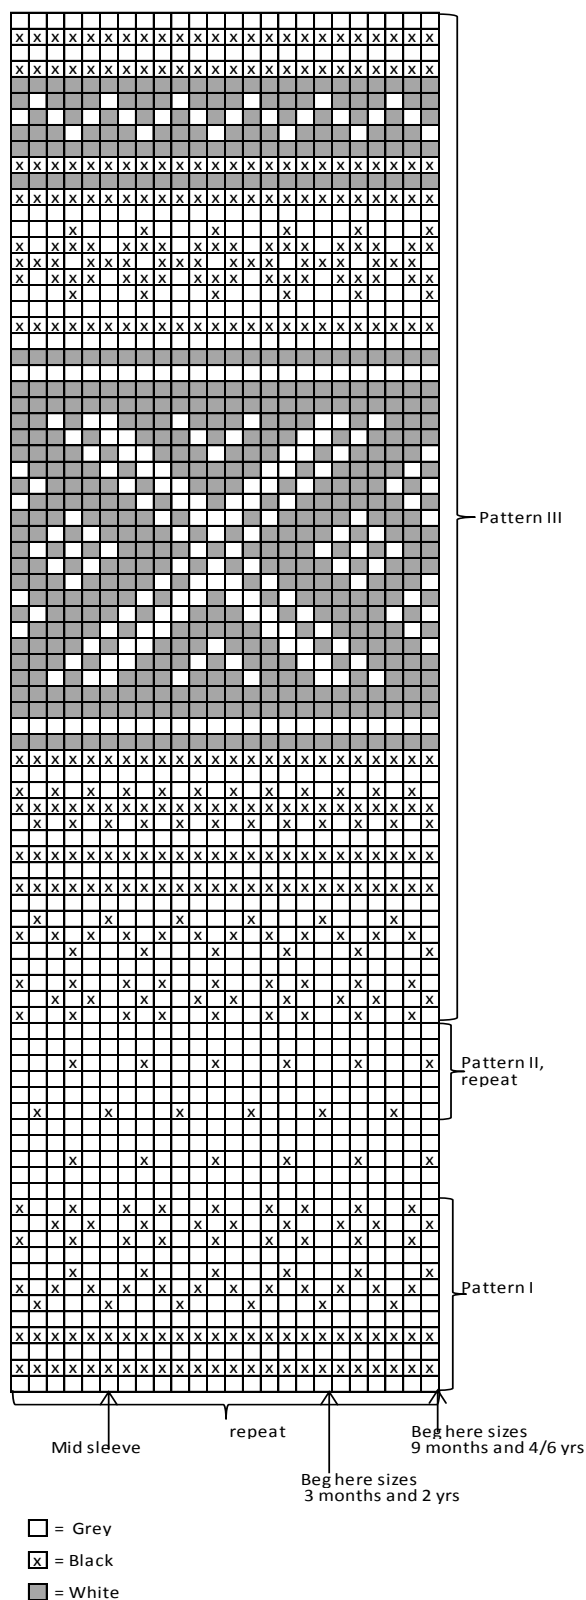 Pattern III
Pattern II,
repeat
Pattern I
repeat
Mid sleeve
Beg here sizes
9 months and 4/6 yrs
Beg here sizes
3 months and 2 yrs
= Grey
x = Black
= White